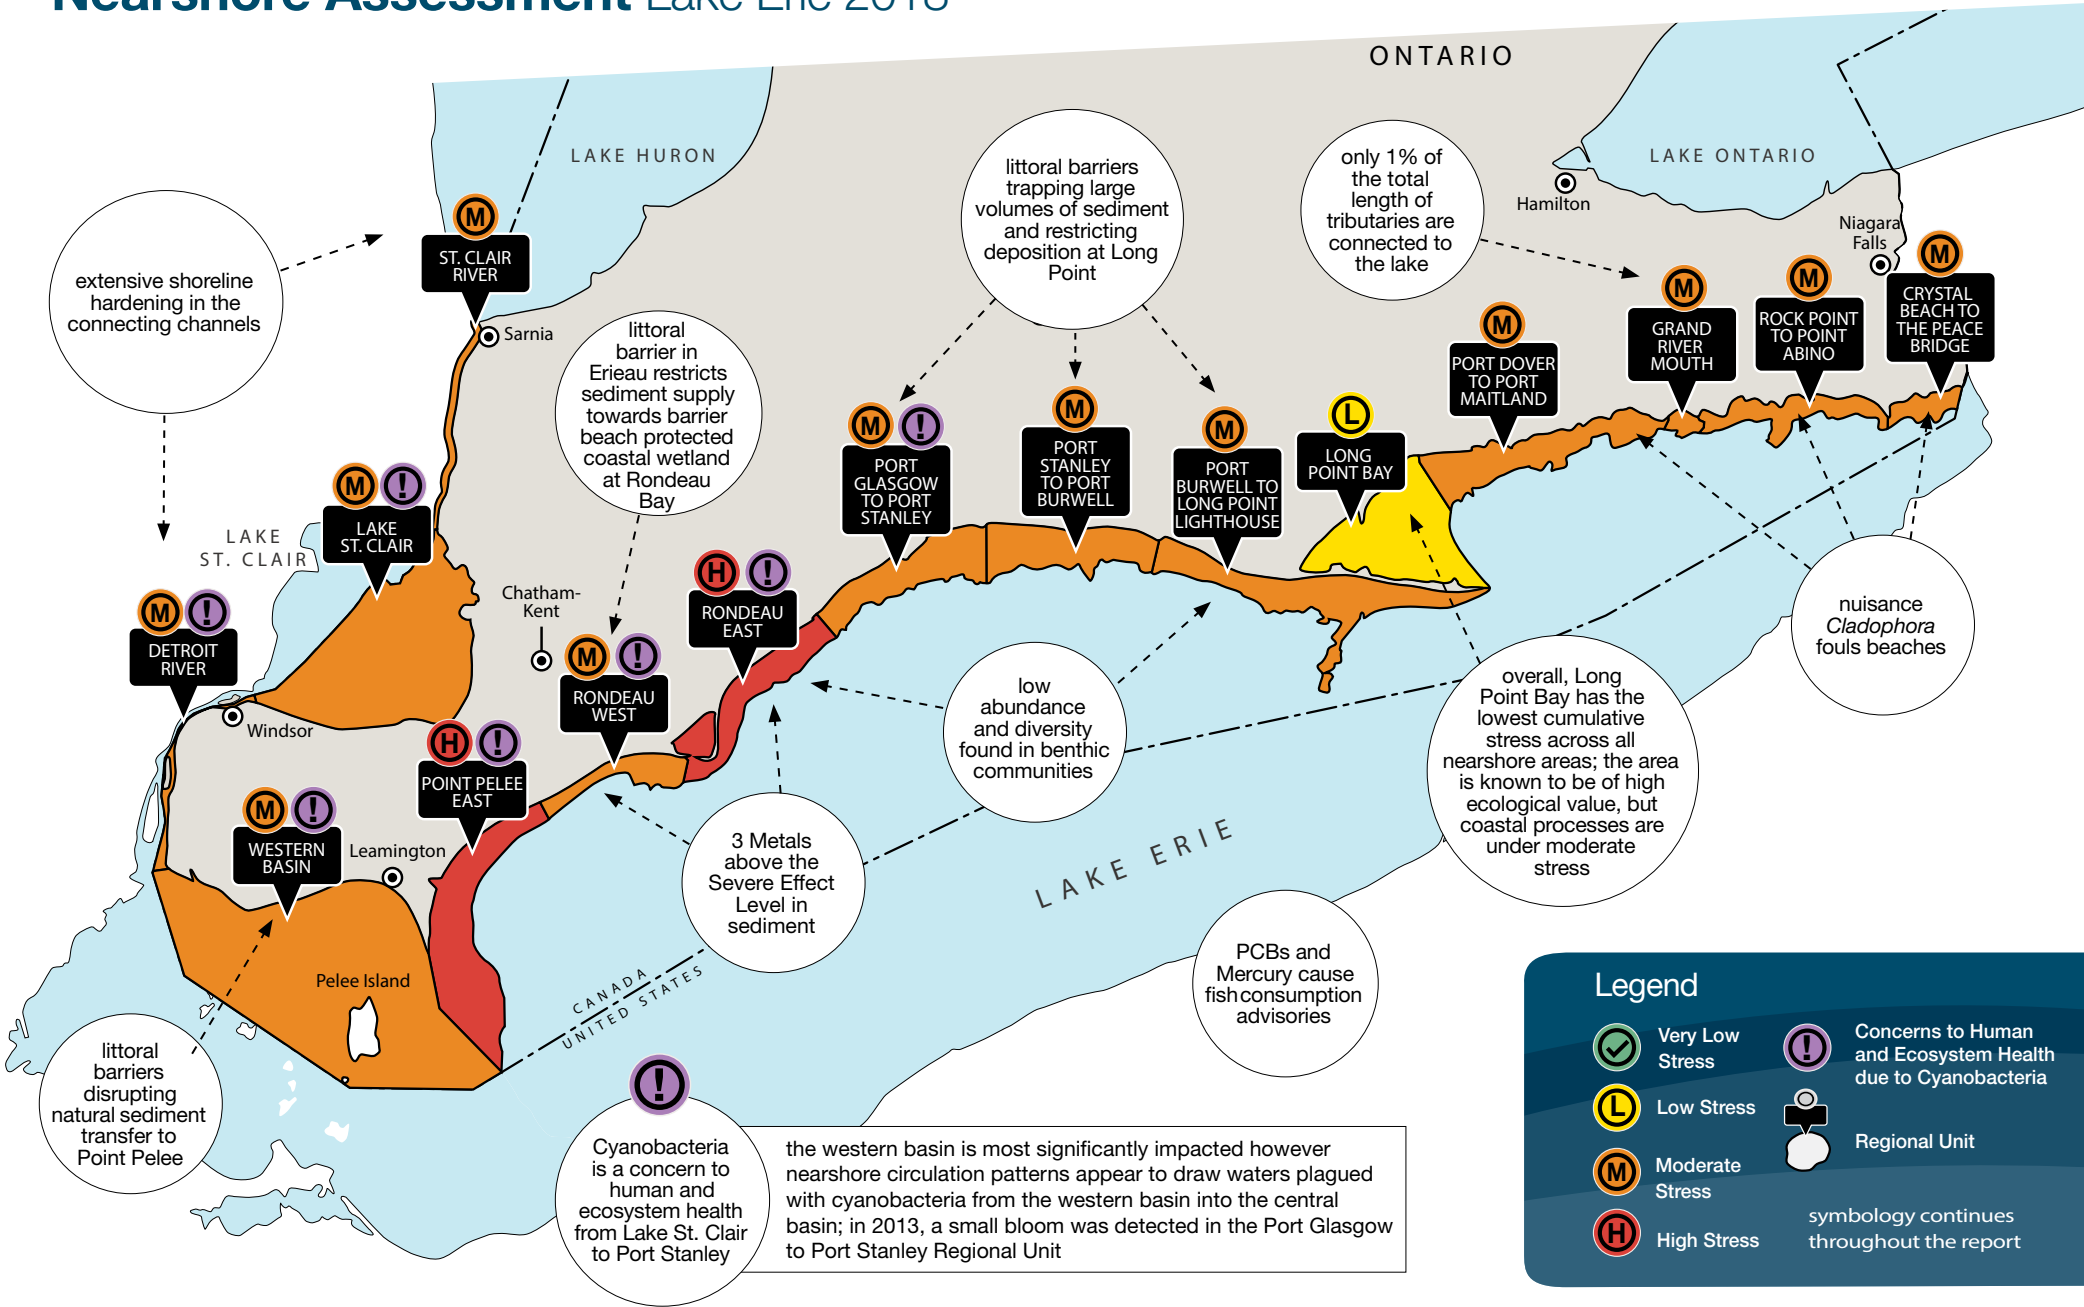 Nearshore Assessment Lake Erie 2018
ONTARIO
LAKE HURON
LAKE ONTARIO
Hamilton
Niagara
Falls
extensive shoreline
hardening in the
connecting channels
M
ST. CLAIR
RIVER
Sarnia
littoral barriers
trapping large
volumes of sediment
and restricting
deposition at Long
Point
only 1% of
the total
length of
tributaries are
connected to
the lake
littoral
barrier in
Erieau restricts
sediment supply
towards barrier
beach protected
coastal wetland
at Rondeau
Bay
M
CRYSTAL
BEACH TO
THE PEACE
BRIDGE
M
ROCK POINT
TO POINT
ABINO
M
GRAND
RIVER
MOUTH
M
PORT DOVER
TO PORT
MAITLAND
L
LONG
POINT BAY
M
PORT
BURWELL TO
LONG POINT
LIGHTHOUSE
M
PORT
STANLEY
TO PORT
BURWELL
M !
PORT
GLASGOW
TO PORT
STANLEY
M !
LAKE
ST. CLAIR
LAKE
ST. CLAIR
M !
DETROIT
RIVER
Windsor
Chatham-
Kent
H !
RONDEAU
EAST
M !
RONDEAU
WEST
H !
POINT PELEE
EAST
M !
WESTERN
BASIN
Leamington
Pelee Island
low
abundance
and diversity
found in benthic
communities
nuisance
Cladophora
fouls beaches
overall, Long
Point Bay has the
lowest cumulative
stress across all
nearshore areas; the area
is known to be of high
ecological value, but
coastal processes are
under moderate
stress
3 Metals
above the
Severe Effect
Level in
sediment
LAKE ERIE
CANADA
UNITED STATES
PCBs and
Mercury cause
fish consumption
advisories
littoral
barriers
disrupting
natural sediment
transfer to
Point Pelee
!
Cyanobacteria
is a concern to
human and
ecosystem health
from Lake St. Clair
to Port Stanley
the western basin is most significantly impacted however
nearshore circulation patterns appear to draw waters plagued
with cyanobacteria from the western basin into the central
basin; in 2013, a small bloom was detected in the Port Glasgow
to Port Stanley Regional Unit
Legend
Very Low
Stress
L
Low Stress
M
Moderate
Stress
H
High Stress
!
Concerns to Human
and Ecosystem Health
due to Cyanobacteria
Regional Unit
symbology continues
throughout the report